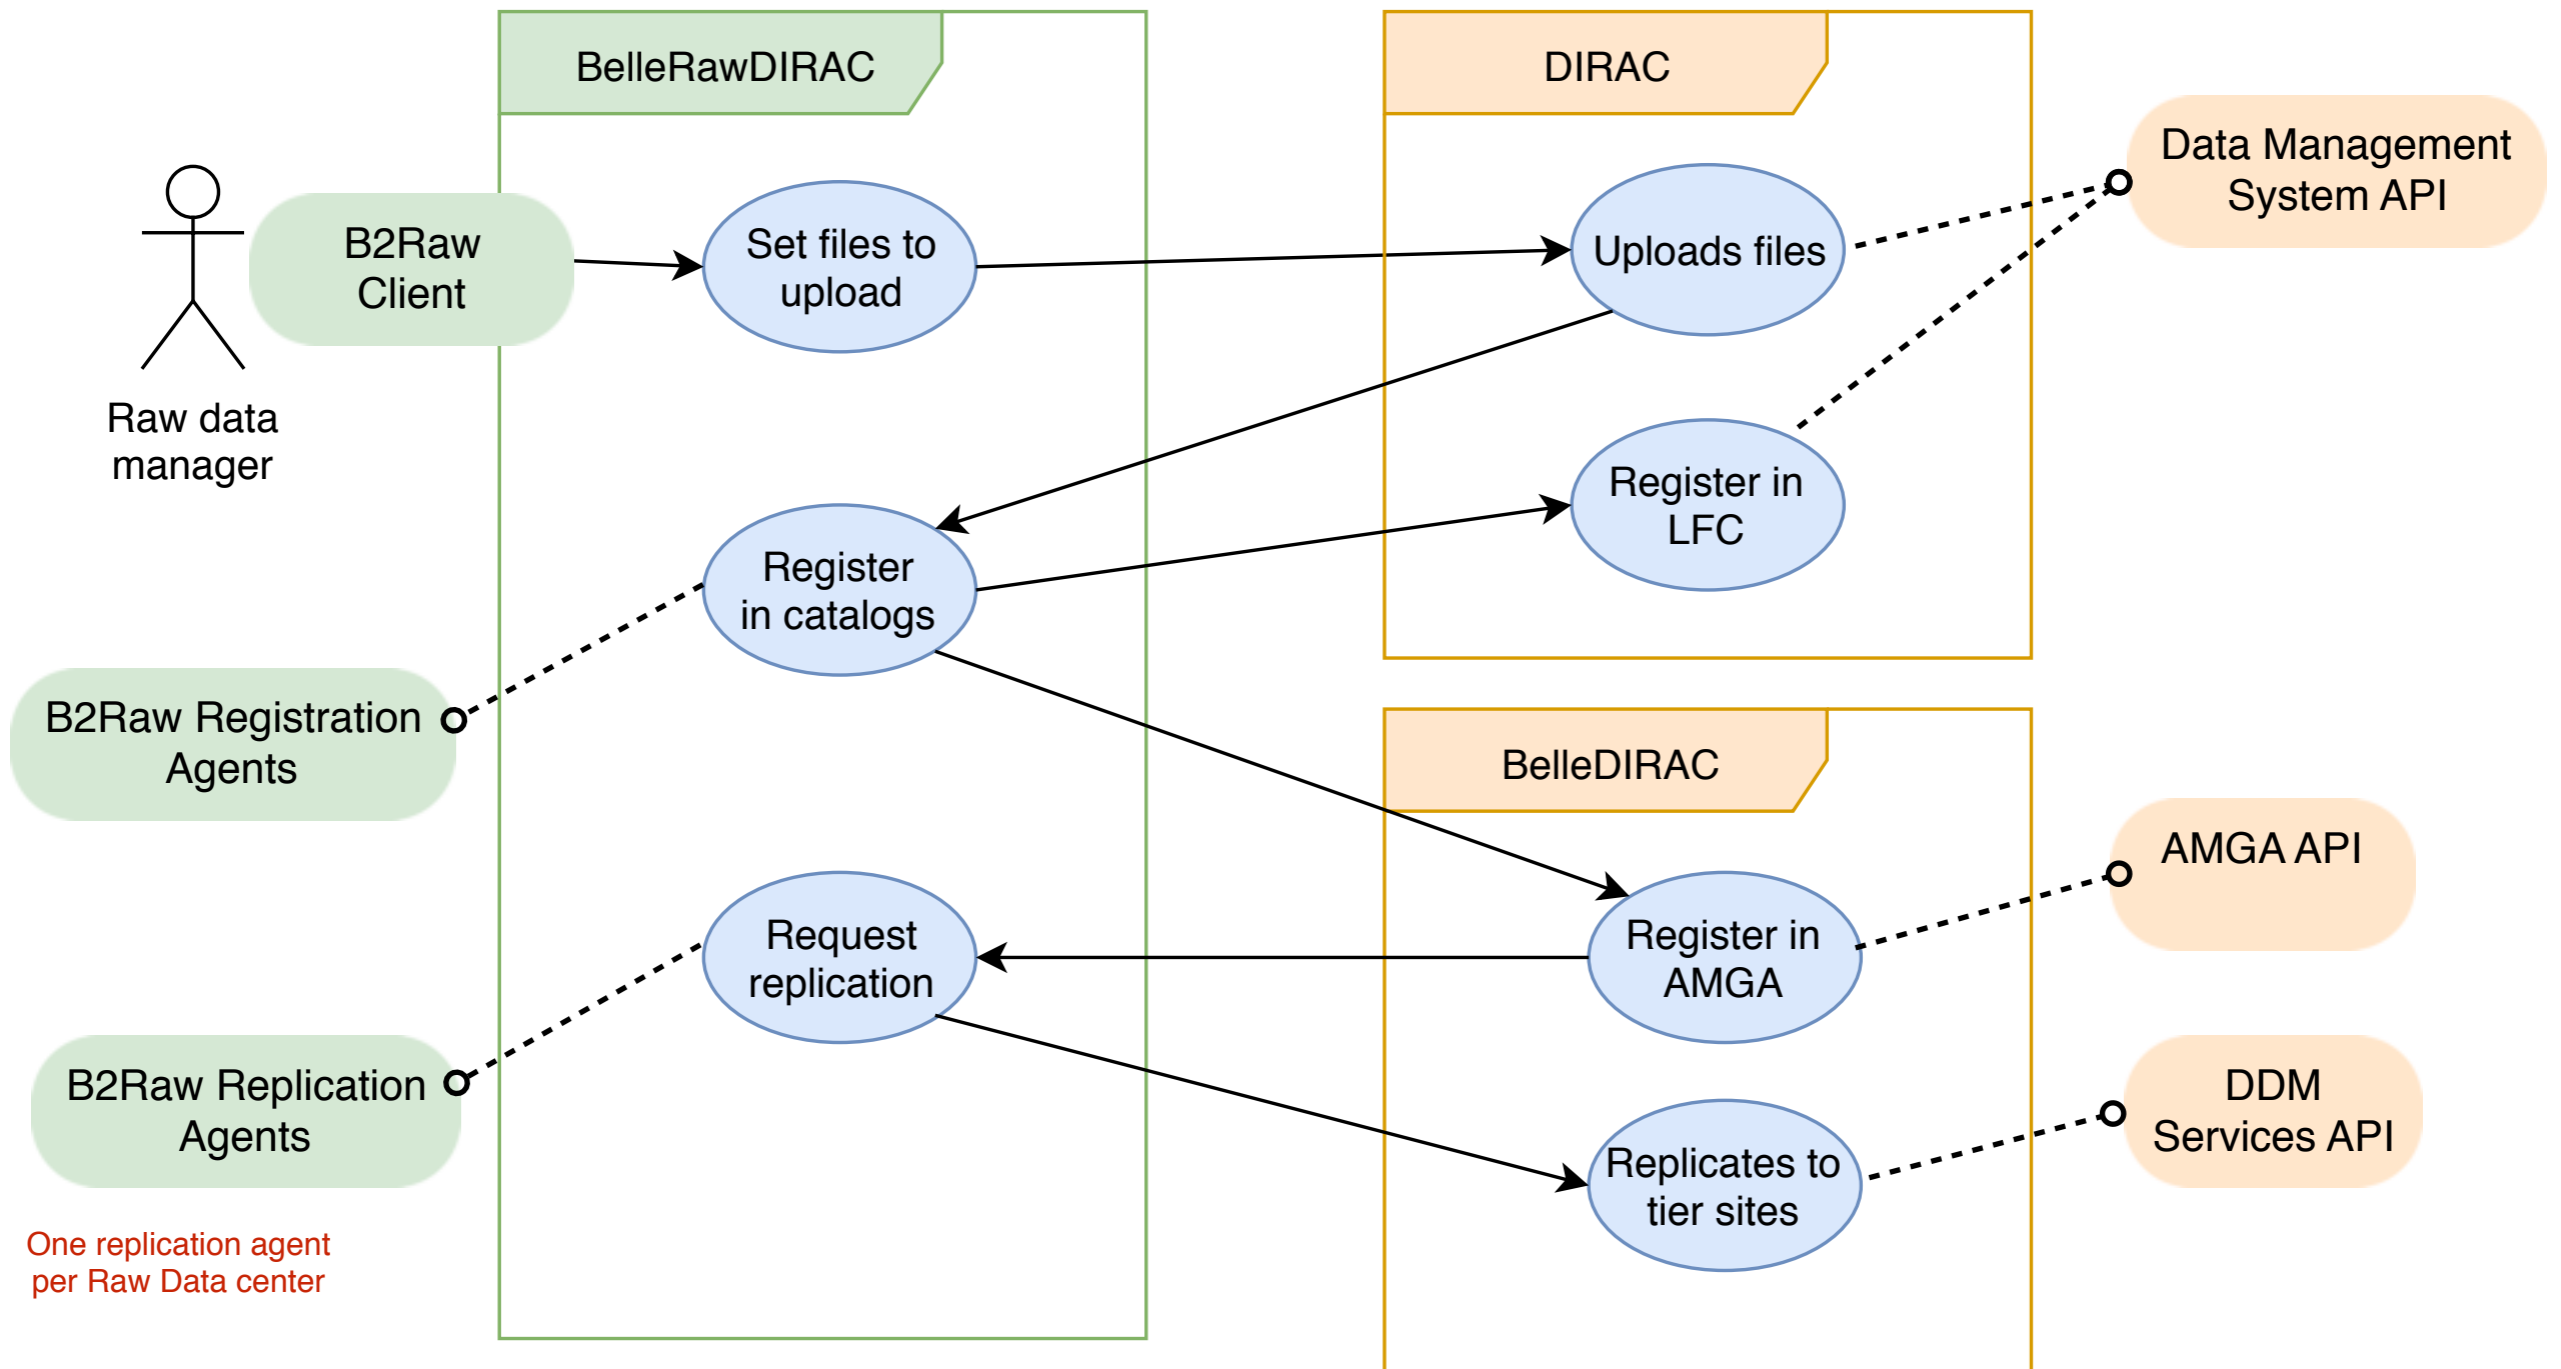 BelleRawDIRAC
DIRAC
Data Management
System API
B2Raw
Client
Set files to
upload
Uploads files
Raw data
manager
Register in
LFC
Register
in catalogs
B2Raw Registration
Agents
BelleDIRAC
AMGA API
Request
replication
Register in
AMGA
B2Raw Replication
Agents
DDM
Services API
Replicates to
tier sites
One replication agent
per Raw Data center